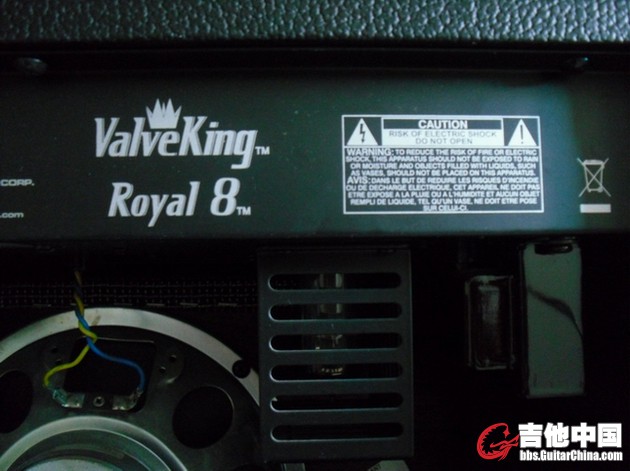 ValveKing™
Royal 8™
CORP.
.com
CAUTION
RISK OF ELECTRIC SHOCK
DO NOT OPEN
WARNING: TO REDUCE THE RISK OF FIRE OR ELECTRIC
SHOCK, THIS APPARATUS SHOULD NOT BE EXPOSED TO RAIN
OR MOISTURE AND OBJECTS FILLED WITH LIQUIDS, SUCH
AS VASES, SHOULD NOT BE PLACED ON THIS APPARATUS.
AVIS: DANS LE BUT DE REDUIRE LES RISQUES D'INCENDIE
OU DE DECHARGE ELECTRIQUE, CET APPAREIL NE DOIT PAS
ETRE EXPOSE A LA PLUIE OU A L'HUMIDITE ET AUCUN OBJET
REMPLI DE LIQUIDE, TEL QU'UN VASE, NE DOIT ETRE POSE
SUR CELUI-CI.
吉他中国
bbs.GuitarChina.com